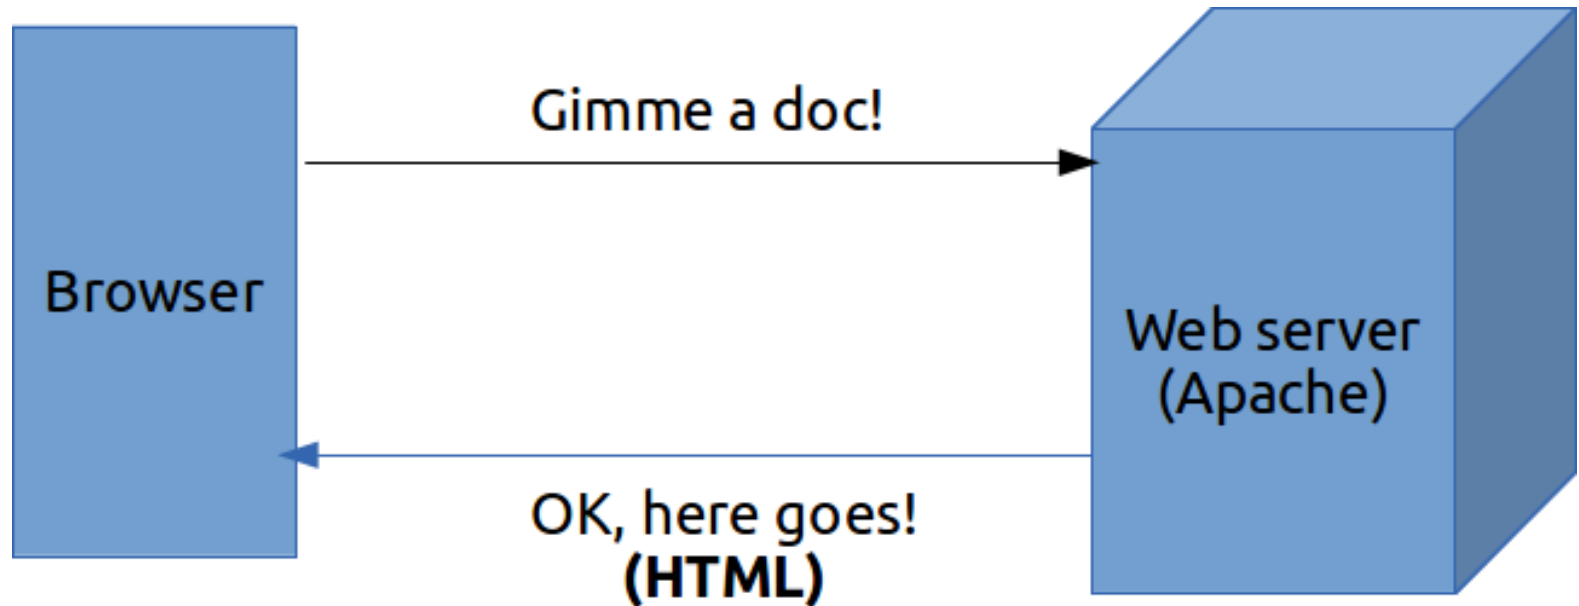 Gimme a doc!
Browser
Web server
(Apache)
OK, here goes!
(HTML)